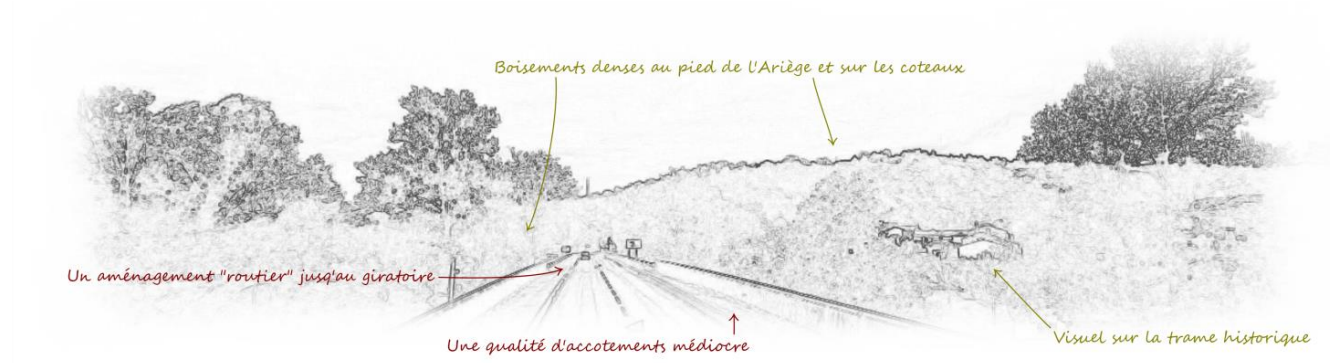 Boisements denses au pied de l'Ariège et sur les coteaux
Un aménagement "routier" jusqu'au giratoire
Une qualité d'accotements médiocre
Visuel sur la trame historique